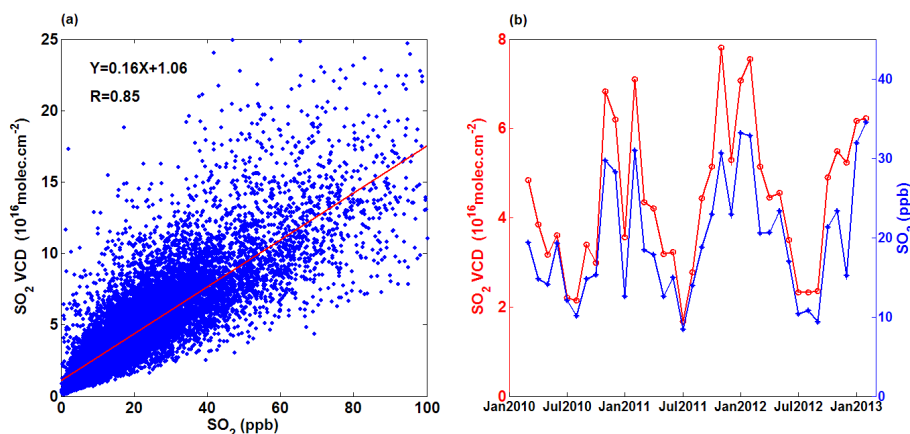 (a)
25
20
15
10
5
0
0 20 40 60 80 100
Y=0.16X+1.06
R=0.85
SO2 VCD (10^16molec.cm^-2)
SO2 (ppb)
(b)
8
6
4
2
0
SO2 VCD (10^16molec.cm^-2)
40
30
20
10
0
SO2 (ppb)
Jan2010 Jul2010 Jan2011 Jul2011 Jan2012 Jul2012 Jan2013